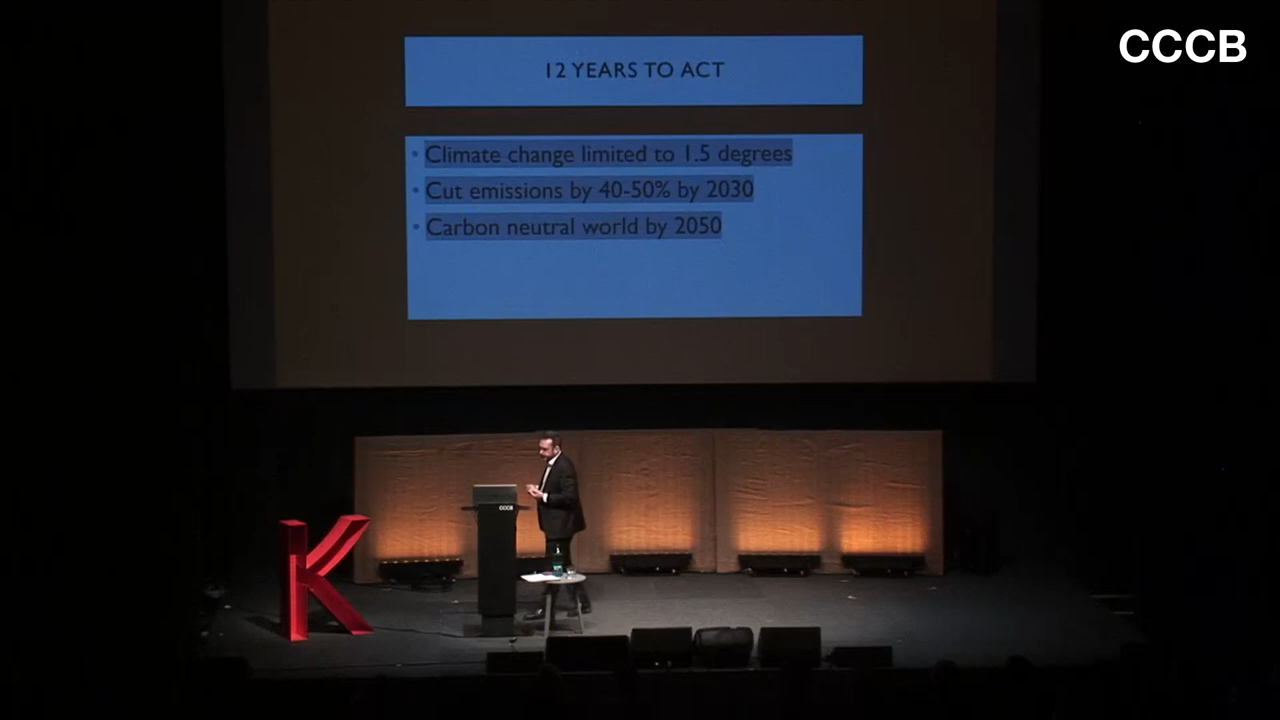 CCCB
12 YEARS TO ACT
• Climate change limited to 1.5 degrees
• Cut emissions by 40-50% by 2030
• Carbon neutral world by 2050
CCCB
K